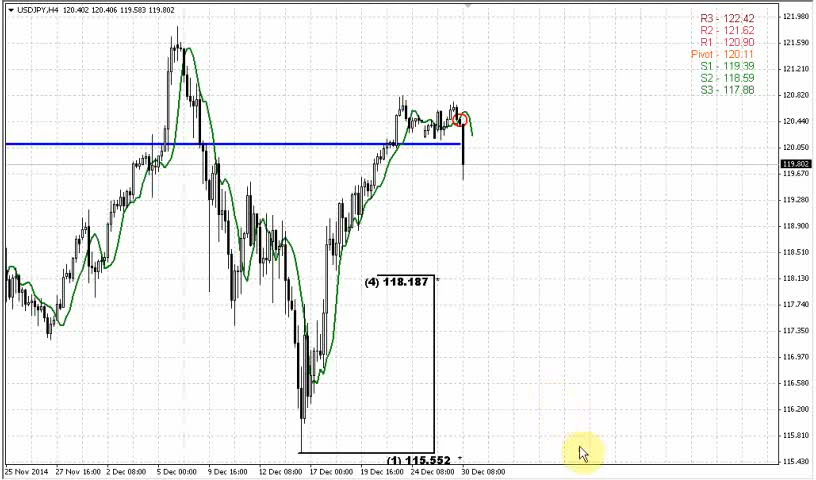 USDJPY,H4 120.402 120.406 119.583 119.802
R3 - 122.42
R2 - 121.62
R1 - 120.90
Pivot - 120.11
S1 - 119.39
S2 - 118.59
S3 - 117.88
121.980
121.590
121.210
120.820
120.440
120.050
119.802
119.670
119.280
118.900
118.510
118.130
117.740
117.350
116.970
116.580
116.200
115.810
115.430
(4) 118.187
(1) 115.552
25 Nov 2014 27 Nov 16:00 2 Dec 08:00 5 Dec 00:00 9 Dec 16:00 12 Dec 08:00 17 Dec 00:00 19 Dec 16:00 24 Dec 08:00 30 Dec 08:00